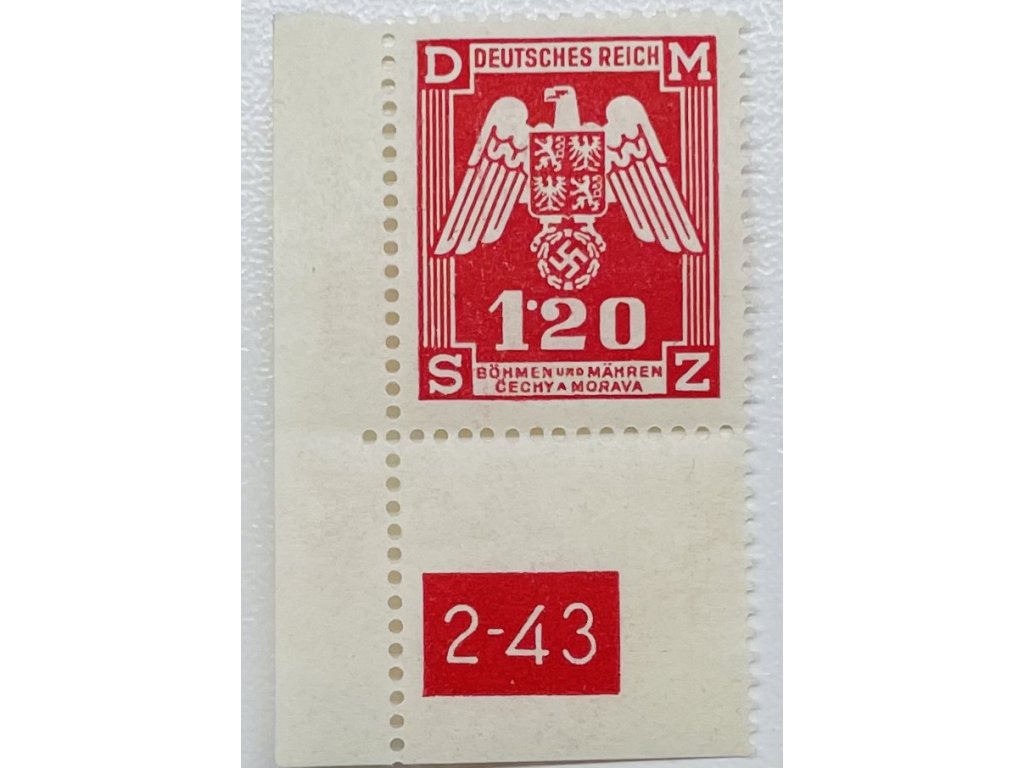 D DEUTSCHES REICH M
1·20
S BÖHMEN UND MÄHREN Z
ČECHY A MORAVA
2-43